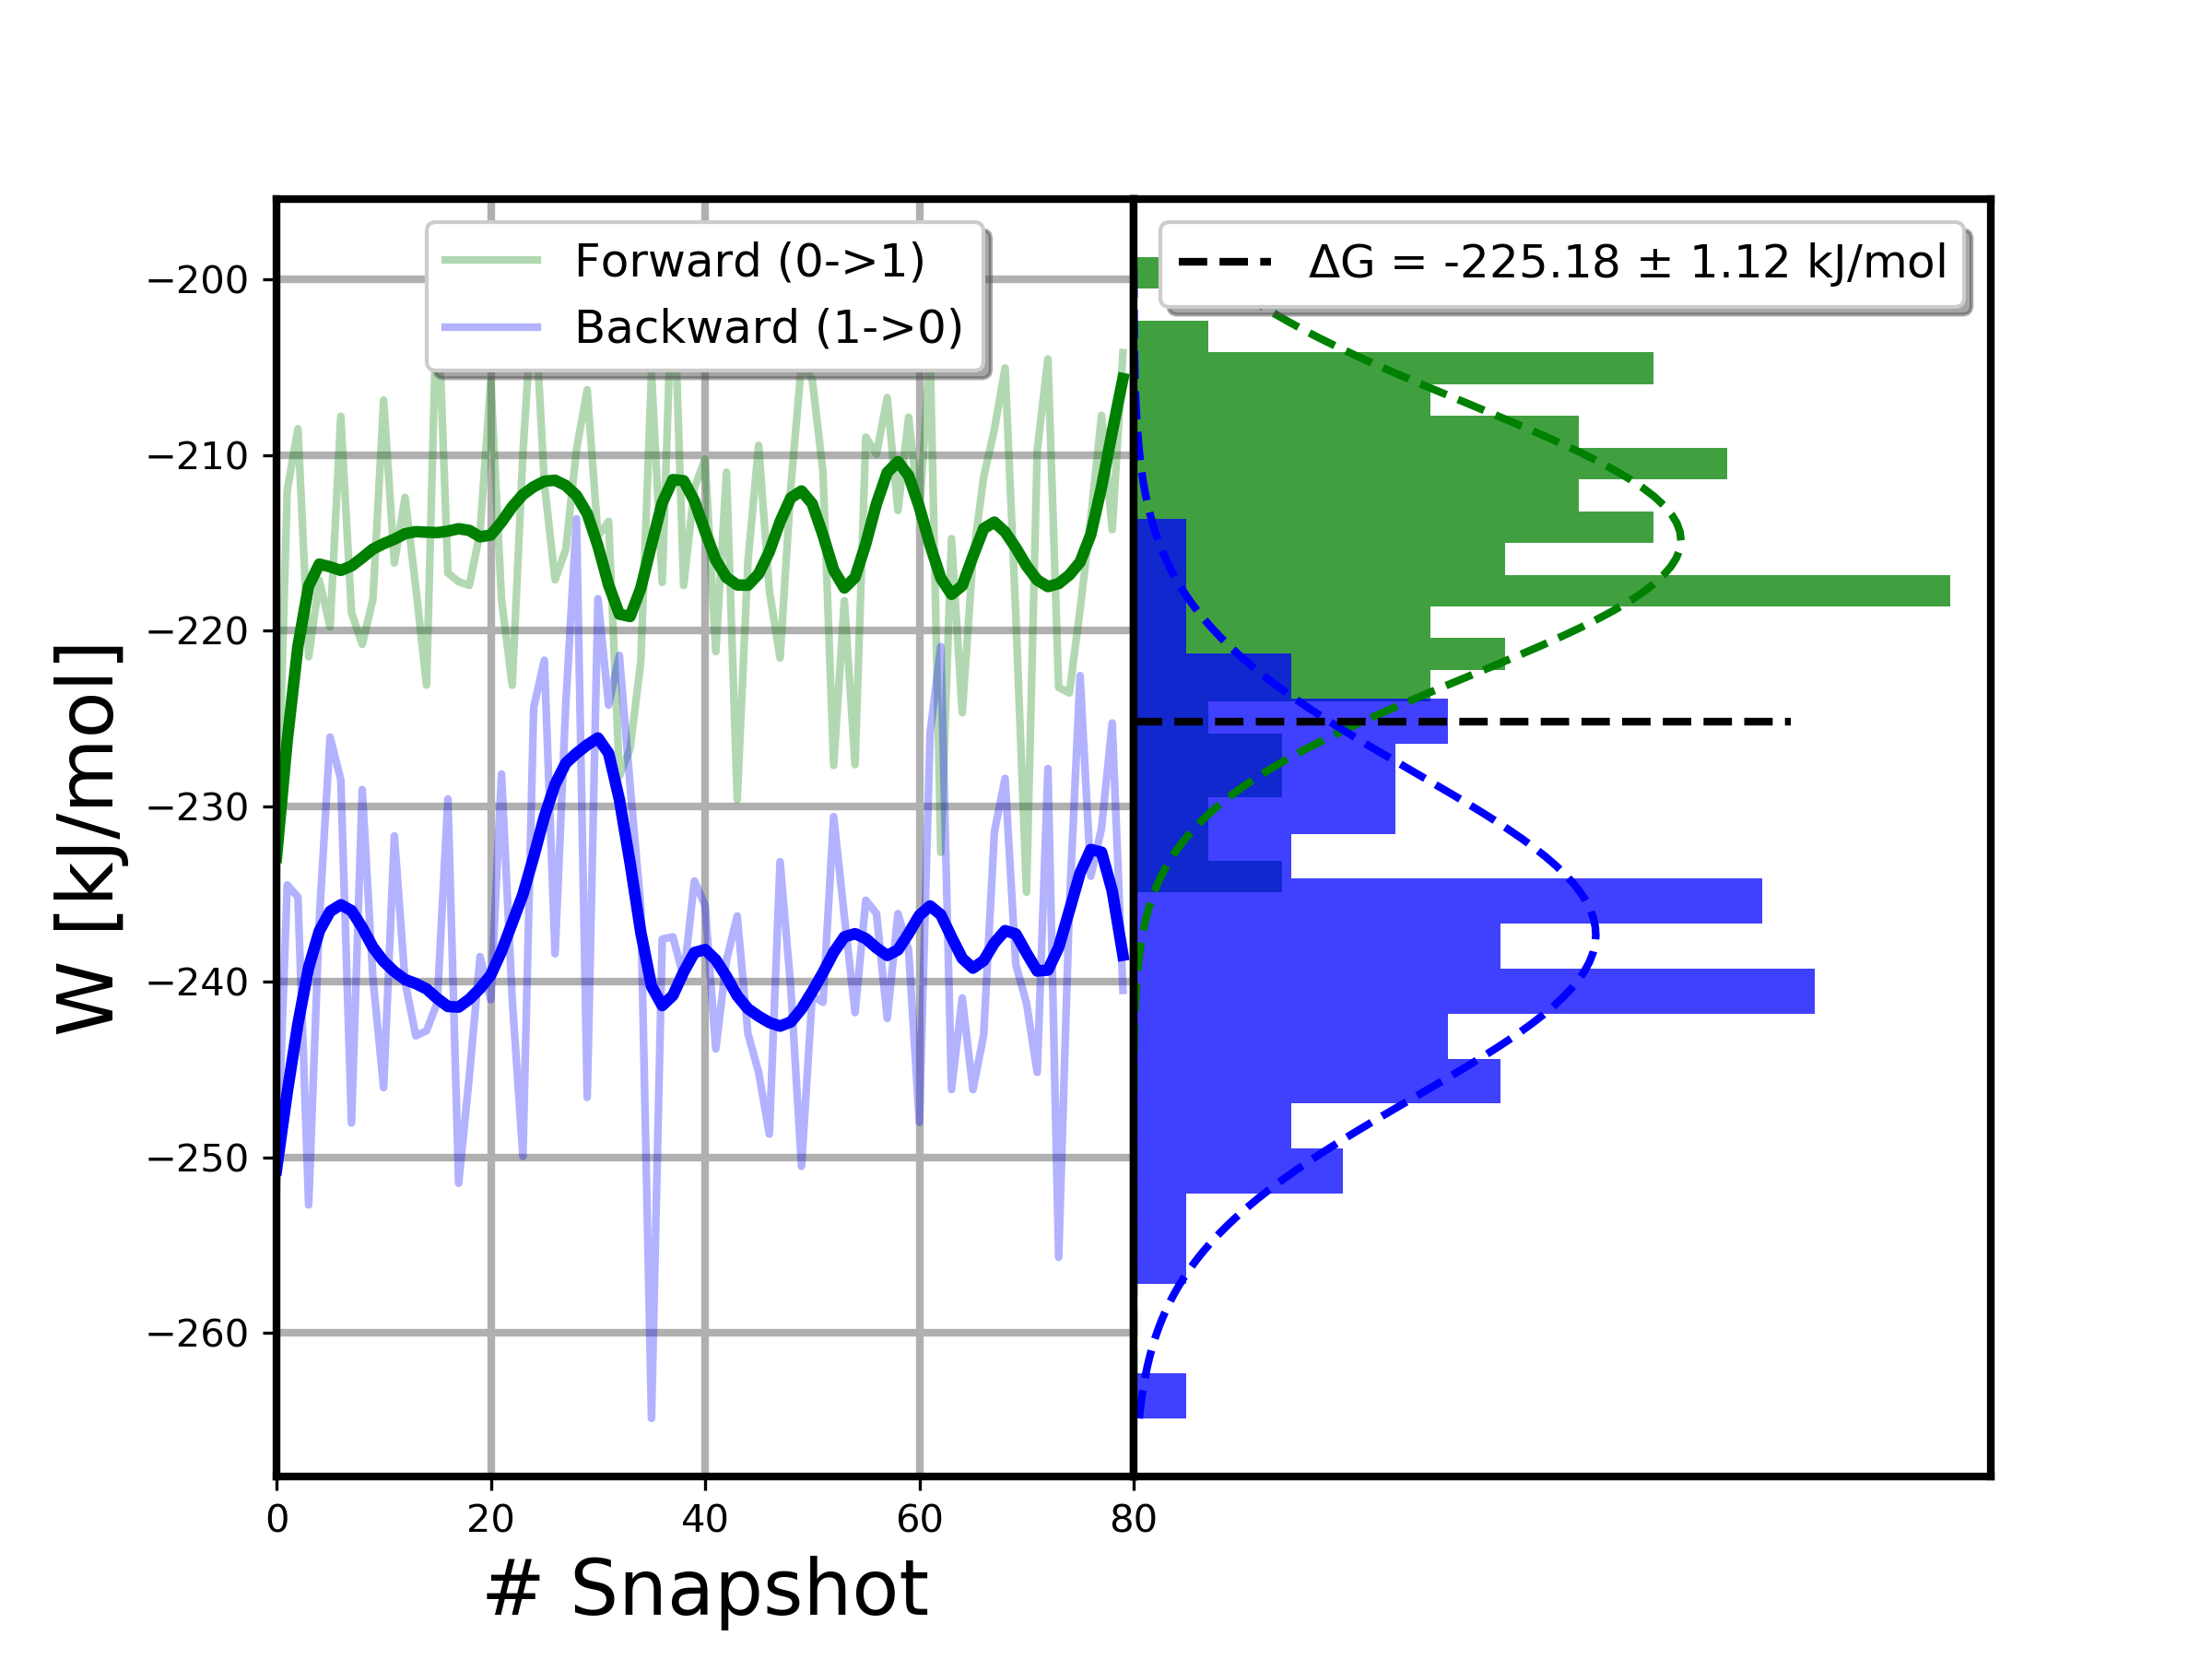 Forward (0->1)
Backward (1->0)
ΔG = -225.18 ± 1.12 kJ/mol
−200
−210
−220
−230
−240
−250
−260
W [kJ/mol]
0 20 40 60 80
# Snapshot